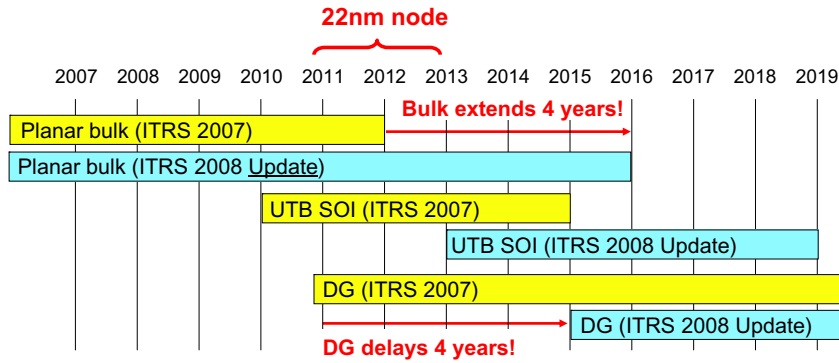 22nm node
2007 2008 2009 2010 2011 2012 2013 2014 2015 2016 2017 2018 2019
Bulk extends 4 years!
Planar bulk (ITRS 2007)
Planar bulk (ITRS 2008 Update)
UTB SOI (ITRS 2007)
UTB SOI (ITRS 2008 Update)
DG (ITRS 2007)
DG (ITRS 2008 Update)
DG delays 4 years!